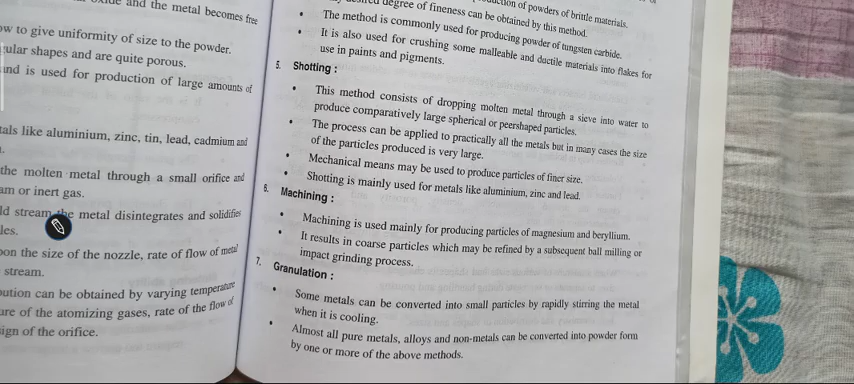 and the metal becomes free
ow to give uniformity of size to the powder.
gular shapes and are quite porous.
and is used for production of large amounts of
tals like aluminium, zinc, tin, lead, cadmium and
the molten metal through a small orifice and
am or inert gas.
ld stream the metal disintegrates and solidifies
les.
on the size of the nozzle, rate of flow of metal
stream.
bution can be obtained by varying temperature
ure of the atomizing gases, rate of the flow of
sign of the orifice.
production of powders of brittle materials.
degree of fineness can be obtained by this method.
• The method is commonly used for producing powder of tungsten carbide.
• It is also used for crushing some malleable and ductile materials into flakes for
use in paints and pigments.
5. Shotting :
• This method consists of dropping molten metal through a sieve into water to
produce comparatively large spherical or peershaped particles.
• The process can be applied to practically all the metals but in many cases the size
of the particles produced is very large.
• Mechanical means may be used to produce particles of finer size.
• Shotting is mainly used for metals like aluminium, zinc and lead.
6. Machining :
• Machining is used mainly for producing particles of magnesium and beryllium.
• It results in coarse particles which may be refined by a subsequent ball milling or
impact grinding process.
7. Granulation :
• Some metals can be converted into small particles by rapidly stirring the metal
when it is cooling.
• Almost all pure metals, alloys and non-metals can be converted into powder form
by one or more of the above methods.